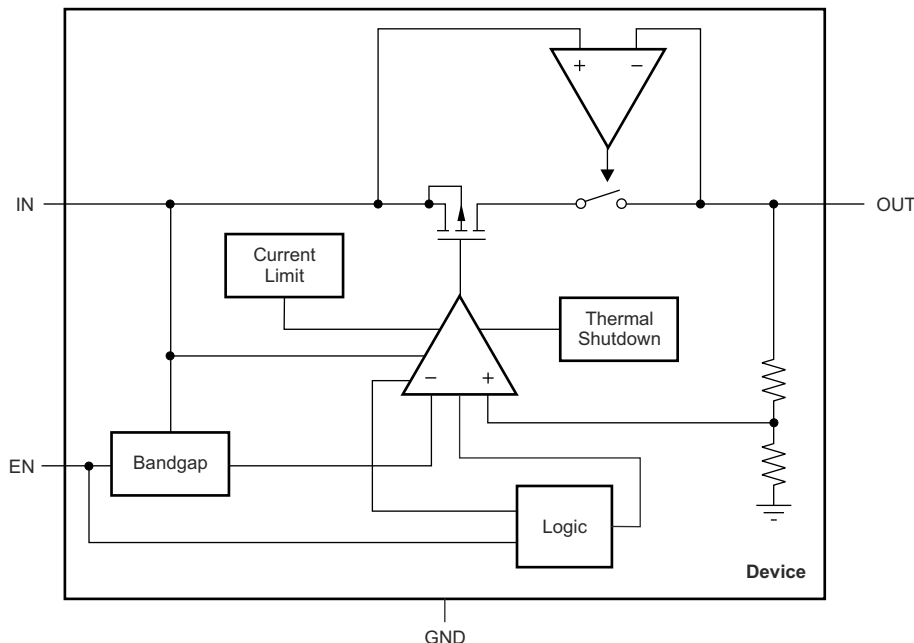 + −
IN
OUT
Current
Limit
Thermal
Shutdown
− +
EN
Bandgap
Logic
Device
GND